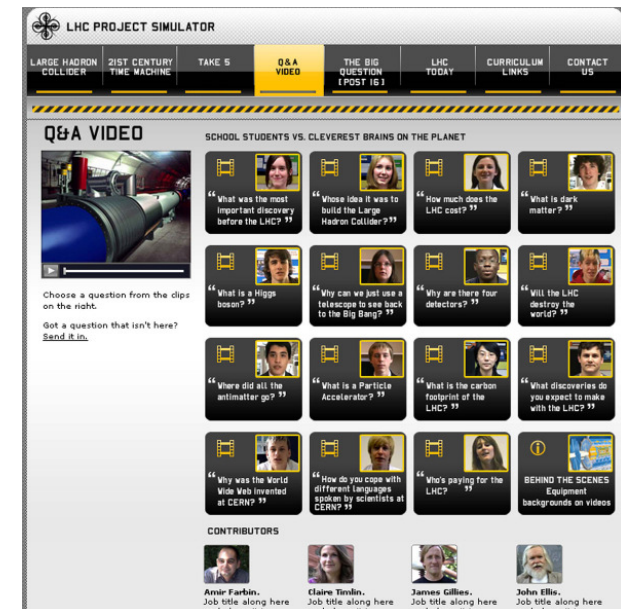 LHC PROJECT SIMULATOR
LARGE HADRON
COLLIDER
21ST CENTURY
TIME MACHINE
TAKE 5
Q&A
VIDEO
THE BIG
QUESTION
[POST 16]
LHC
TODAY
CURRICULUM
LINKS
CONTACT
US
Q&A VIDEO
SCHOOL STUDENTS VS. CLEVEREST BRAINS ON THE PLANET
Choose a question from the clips
on the right.
Got a question that isn't here?
Send it in.
“What was the most
important discovery
before the LHC? ”
“Whose idea it was to
build the Large
Hadron Collider?”
“How much does the
LHC cost? ”
“What is dark
matter? ”
“What is a Higgs
boson? ”
“Why can we just use a
telescope to see back
to the Big Bang? ”
“Why are there four
detectors? ”
“Will the LHC
destroy the
world? ”
“Where did all the
antimatter go? ”
“What is a Particle
Accelerator? ”
“What is the carbon
footprint of the
LHC? ”
“What discoveries do
you expect to make
with the LHC? ”
“Why was the World
Wide Web invented
at CERN? ”
“How do you cope with
different languages
spoken by scientists at
CERN? ”
“Who's paying for the
LHC? ”
BEHIND THE SCENES
Equipment
backgrounds on videos
CONTRIBUTORS
Amir Farbin.
Job title along here
Claire Timlin.
Job title along here
James Gillies.
Job title along here
John Ellis.
Job title along here